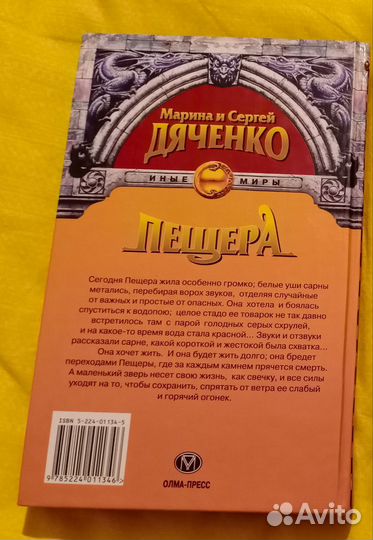 Марина и Сергей
ДЯЧЕНКО
ИНЫЕ МИРЫ
ПЕЩЕРА
Сегодня Пещера жила особенно громко; белые уши сарны
метались, перебирая ворох звуков, отделяя случайные
от важных и простые от опасных. Она хотела и боялась
спуститься к водопою; целое стадо ее товарок не так давно
встретилось там с парой голодных серых схрулей,
и на какое-то время вода стала красной... Звуки и отзвуки
рассказали сарне, какой короткой и жестокой была схватка...
Она хочет жить. И она будет жить долго; она бредет
переходами Пещеры, где за каждым камнем прячется смерть.
А маленький зверь несет свою жизнь, как свечку, и все силы
уходят на то, чтобы сохранить, спрятать от ветра ее слабый
и горячий огонек.
ISBN 5-224-01134-5
9 785224 011346 >
М
ОЛМА-ПРЕСС
Avito